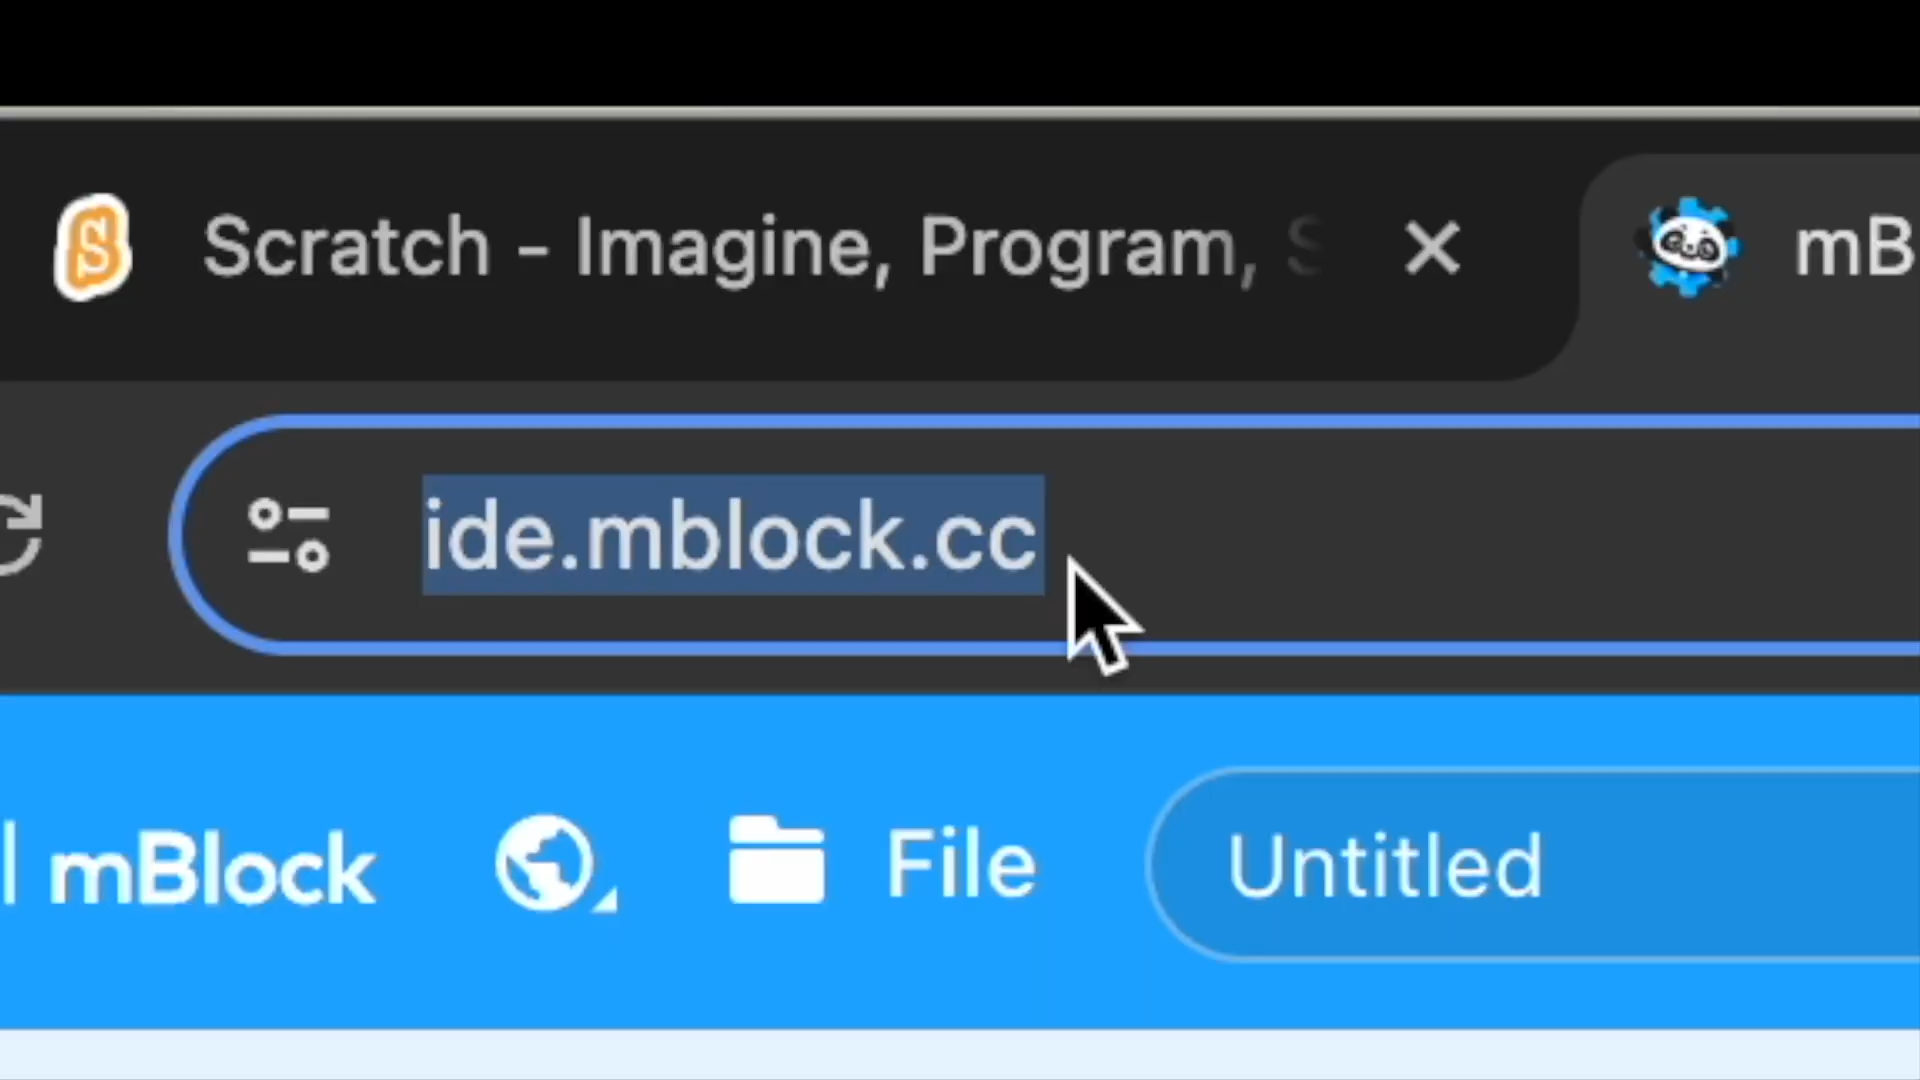 Scratch - Imagine, Program, S
mB
ide.mblock.cc
mBlock
File
Untitled